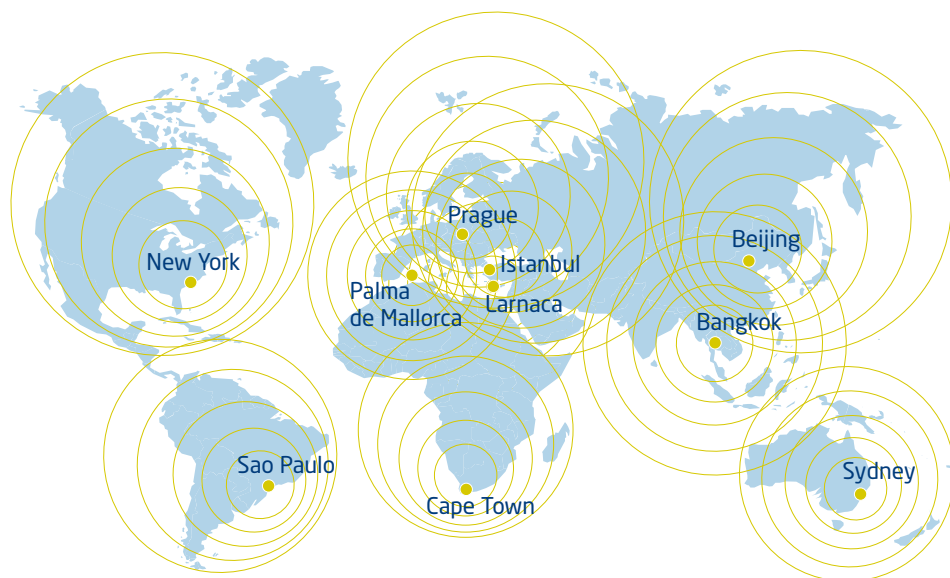 Prague
Beijing
New York
Istanbul
Palma
de Mallorca
Larnaca
Bangkok
Sao Paulo
Sydney
Cape Town